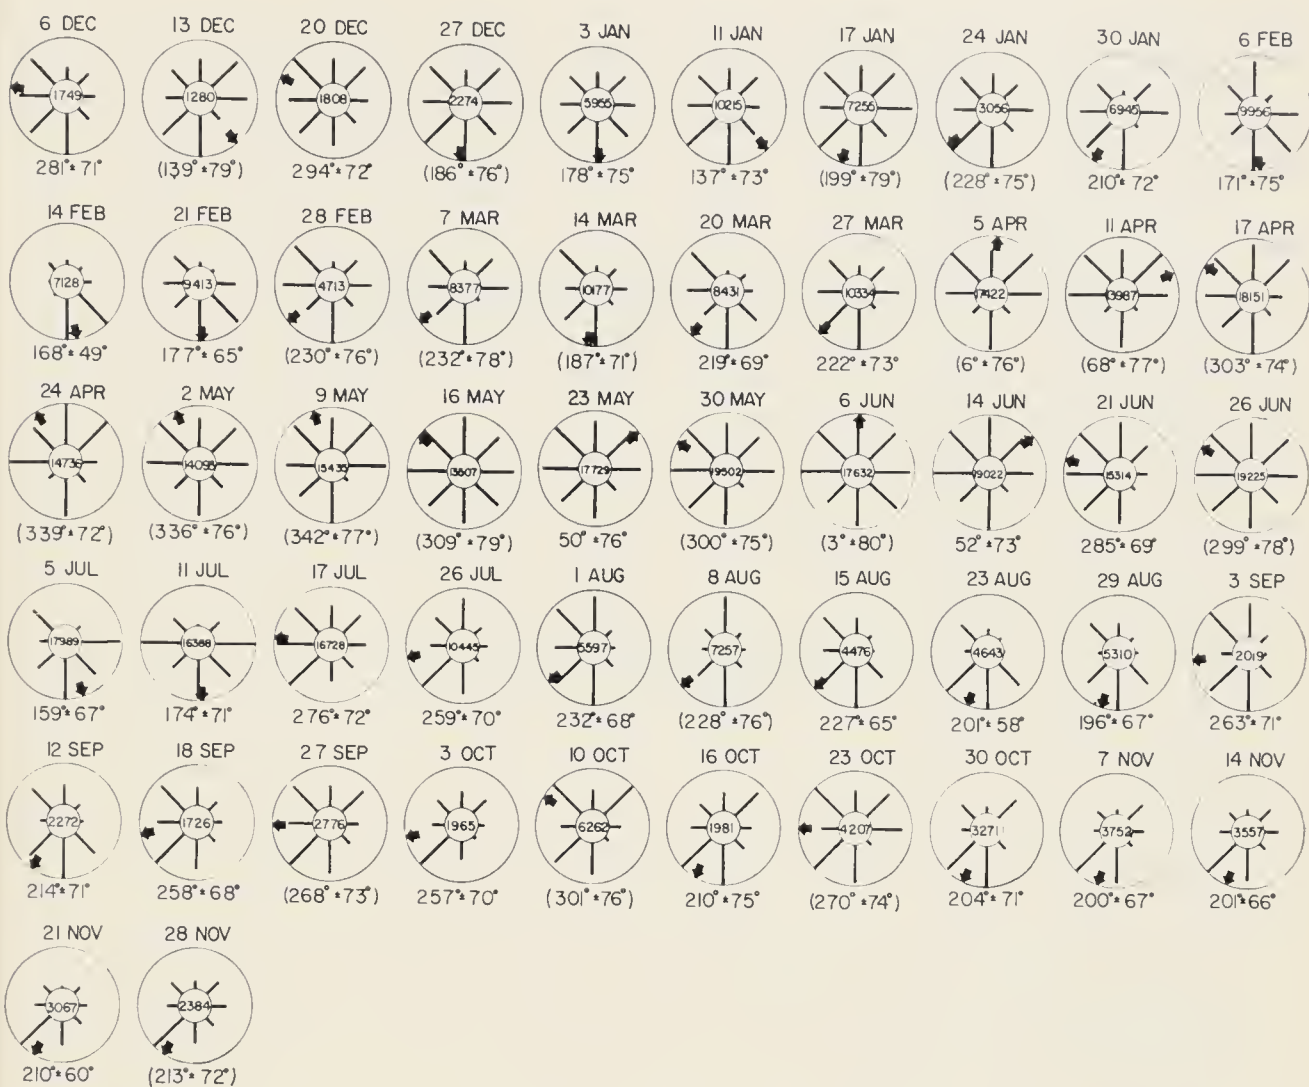 6 DEC 13 DEC 20 DEC 27 DEC 3 JAN 11 JAN 17 JAN 24 JAN 30 JAN 6 FEB
1749 1280 1808 2274 5965 10215 7255 3056 6945 9956
281°±71° (139°±79°) 294°±72° (186°±76°) 178°±75° 137°±73° (199°±79°) (228°±75°) 210°±72° 171°±75°
14 FEB 21 FEB 28 FEB 7 MAR 14 MAR 20 MAR 27 MAR 5 APR 11 APR 17 APR
7128 9413 4713 8377 10177 8431 10334 17422 13987 18151
168°±49° 177°±65° (230°±76°) (232°±78°) (187°±71°) 219°±69° 222°±73° (6°±76°) (68°±77°) (303°±74°)
24 APR 2 MAY 9 MAY 16 MAY 23 MAY 30 MAY 6 JUN 14 JUN 21 JUN 26 JUN
14736 14095 15435 13607 17729 19502 17632 19022 15314 19225
(339°±72°) (336°±76°) (342°±77°) (309°±79°) 50°±76° (300°±75°) (3°±80°) 52°±73° 285°±69° (299°±78°)
5 JUL 11 JUL 17 JUL 26 JUL 1 AUG 8 AUG 15 AUG 23 AUG 29 AUG 3 SEP
17989 16728 10445 5597 7257 4476 4643 5310 2019
159°±67° 174°±71° 276°±72° 259°±70° 232°±68° (228°±76°) 227°±65° 201°±58° 196°±67° 263°±71°
12 SEP 18 SEP 27 SEP 3 OCT 10 OCT 16 OCT 23 OCT 30 OCT 7 NOV 14 NOV
2272 1726 2776 1965 6262 1981 4207 3271 3752 3557
214°±71° 258°±68° (268°±73°) 257°±70° (301°±76°) 210°±75° (270°±74°) 204°±71° 200°±67° 201°±66°
21 NOV 28 NOV
3067 2384
210°±60° (213°±72°)